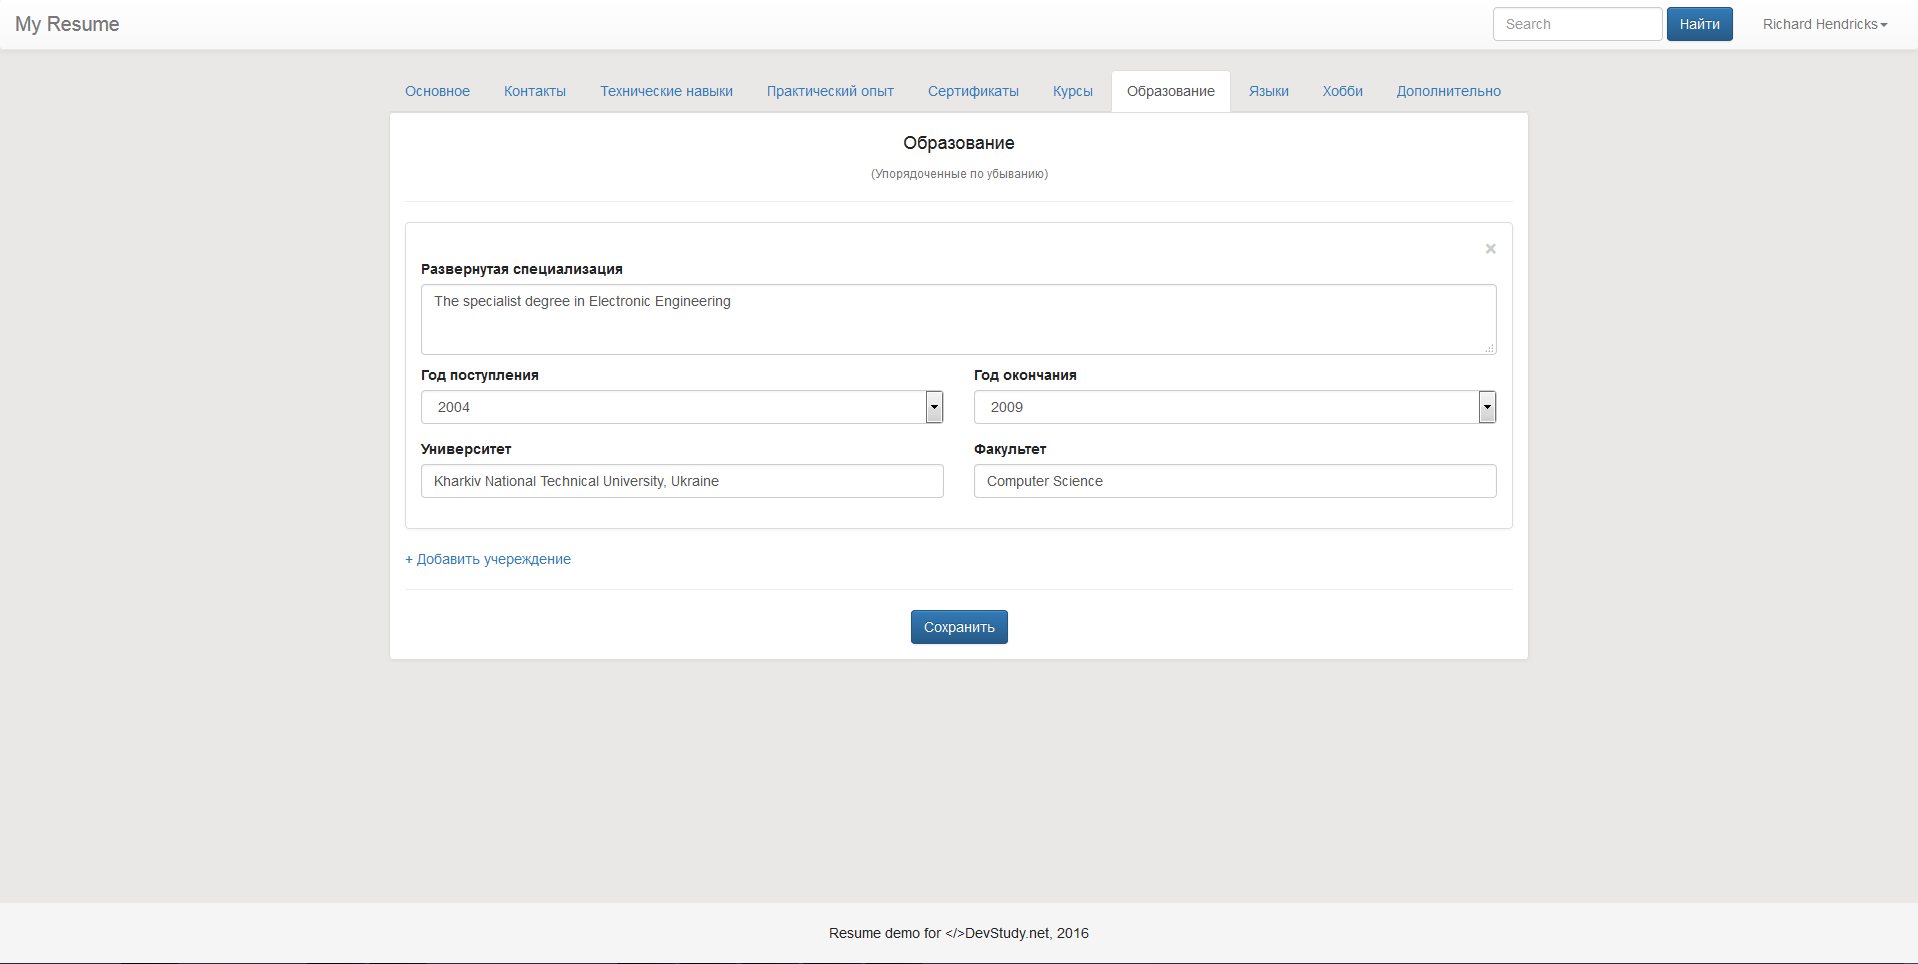 My Resume
Search
Найти
Richard Hendricks
Основное
Контакты
Технические навыки
Практический опыт
Сертификаты
Курсы
Образование
Языки
Хобби
Дополнительно
Образование
(Упорядоченные по убыванию)
×
Развернутая специализация
The specialist degree in Electronic Engineering
Год поступления
Год окончания
2004
2009
Университет
Факультет
Kharkiv National Technical University, Ukraine
Computer Science
+ Добавить учереждение
Сохранить
Resume demo for </>DevStudy.net, 2016